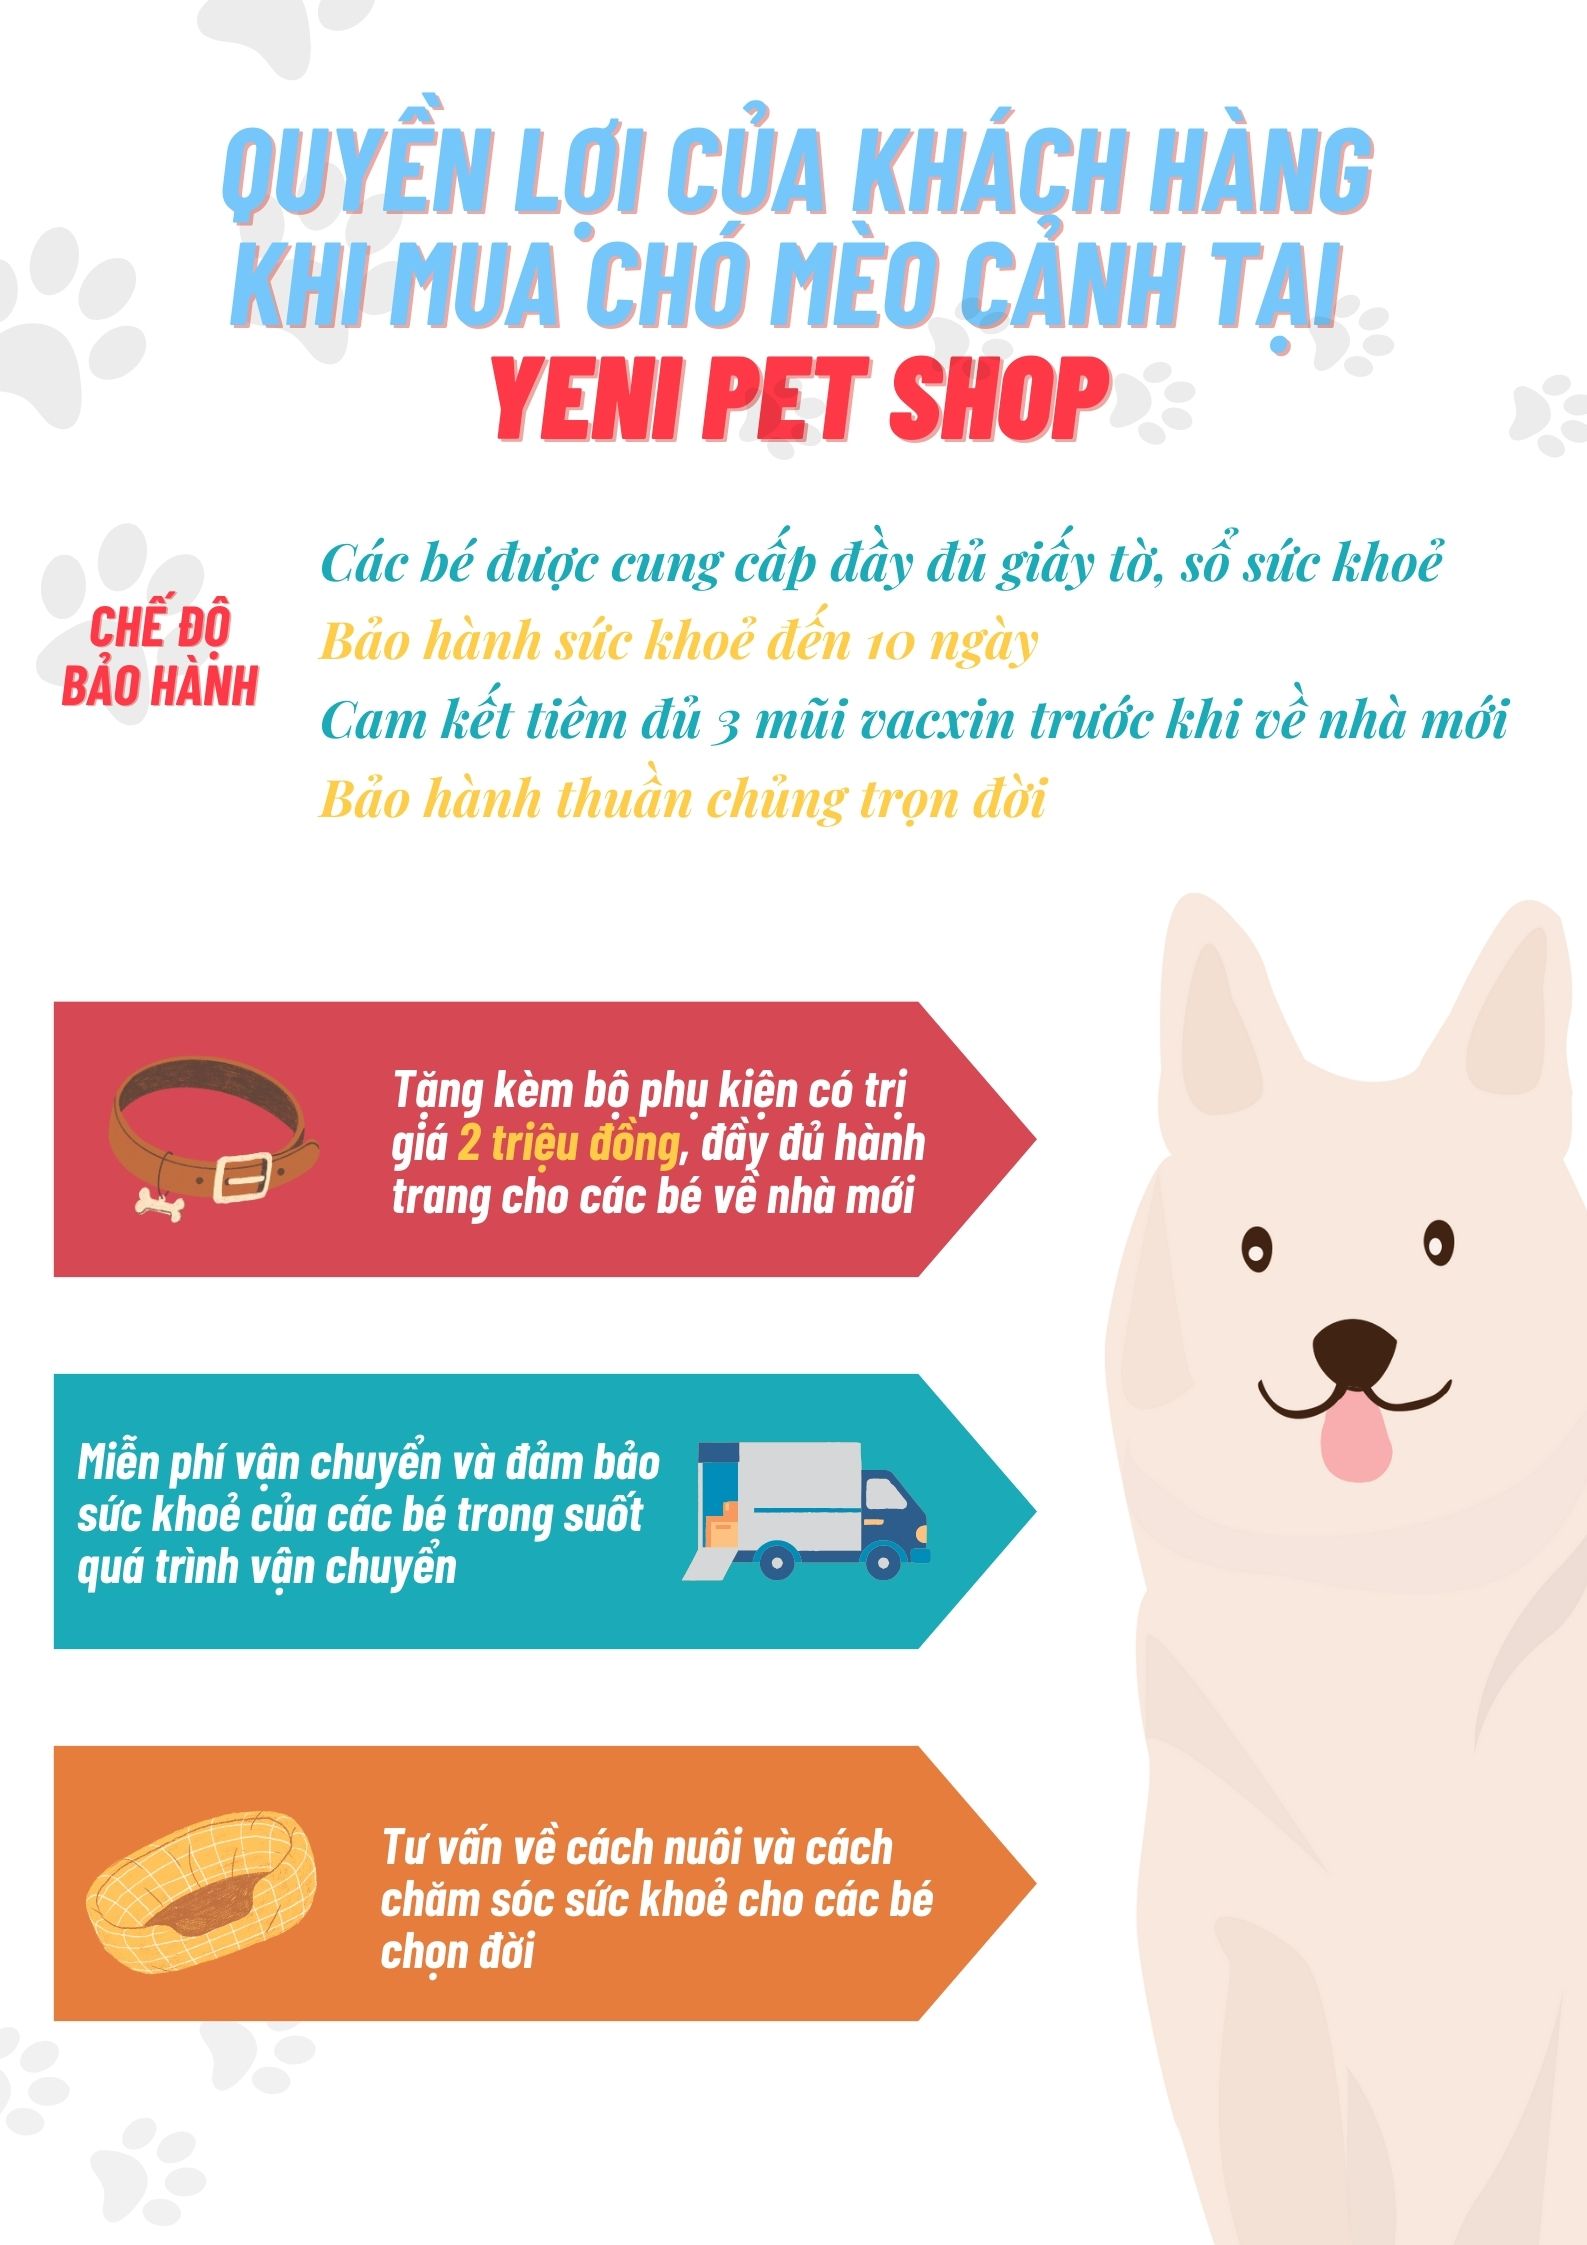 QUYỀN LỢI CỦA KHÁCH HÀNG
KHI MUA CHÓ MÈO CẢNH TẠI
YENI PET SHOP
CHẾ ĐỘ
BẢO HÀNH
Các bé được cung cấp đầy đủ giấy tờ, sổ sức khoẻ
Bảo hành sức khoẻ đến 10 ngày
Cam kết tiêm đủ 3 mũi vacxin trước khi về nhà mới
Bảo hành thuần chủng trọn đời
Tặng kèm bộ phụ kiện có trị
giá 2 triệu đồng, đầy đủ hành
trang cho các bé về nhà mới
Miễn phí vận chuyển và đảm bảo
sức khoẻ của các bé trong suốt
quá trình vận chuyển
Tư vấn về cách nuôi và cách
chăm sóc sức khoẻ cho các bé
chọn đời